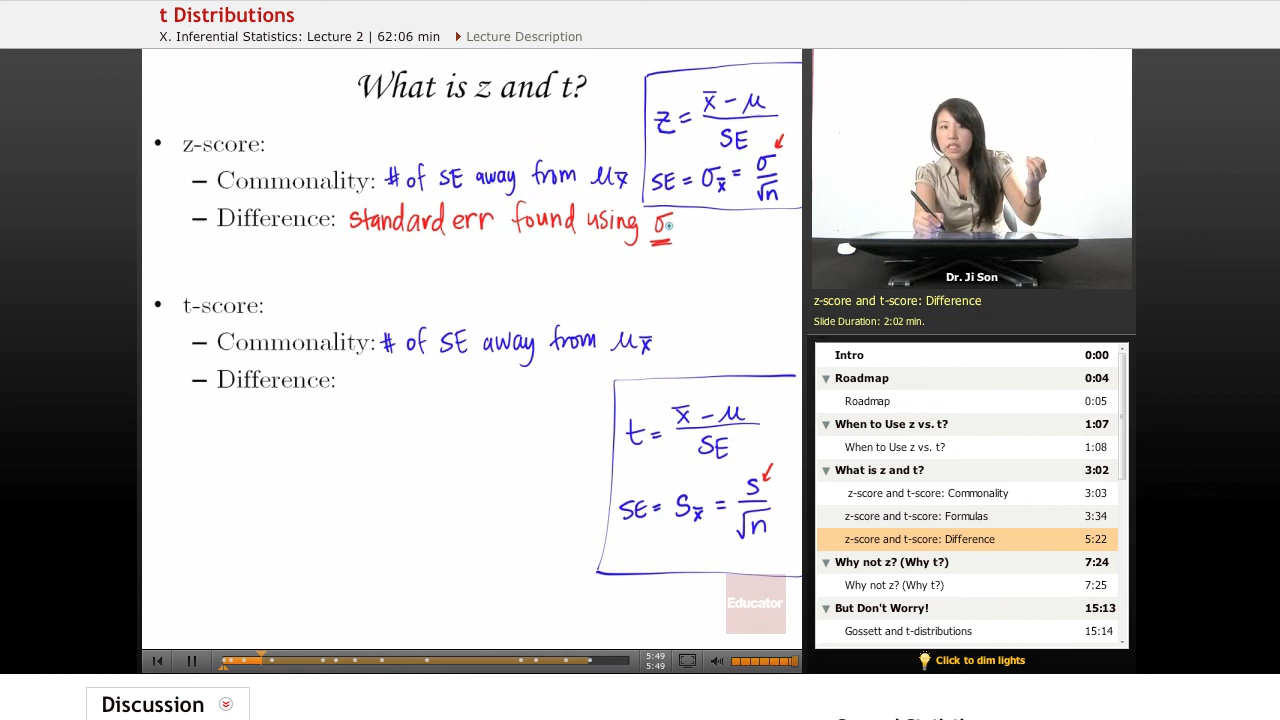 t Distributions
X. Inferential Statistics: Lecture 2 | 62:06 min Lecture Description
What is z and t?
• z-score:
– Commonality: # of SE away from μx̄
– Difference: standard err found using σ
z = x̄ - μ / SE
SE = σx̄ = σ / √n
• t-score:
– Commonality: # of SE away from μx̄
– Difference:
t = x̄ - μ / SE
SE = Sx̄ = s / √n
Educator
5:49
5:49
Dr. Ji Son
z-score and t-score: Difference
Slide Duration: 2:02 min.
Intro 0:00
Roadmap 0:04
Roadmap 0:05
When to Use z vs. t? 1:07
When to Use z vs. t? 1:08
What is z and t? 3:02
z-score and t-score: Commonality 3:03
z-score and t-score: Formulas 3:34
z-score and t-score: Difference 5:22
Why not z? (Why t?) 7:24
Why not z? (Why t?) 7:25
But Don't Worry! 15:13
Gossett and t-distributions 15:14
Click to dim lights
Discussion